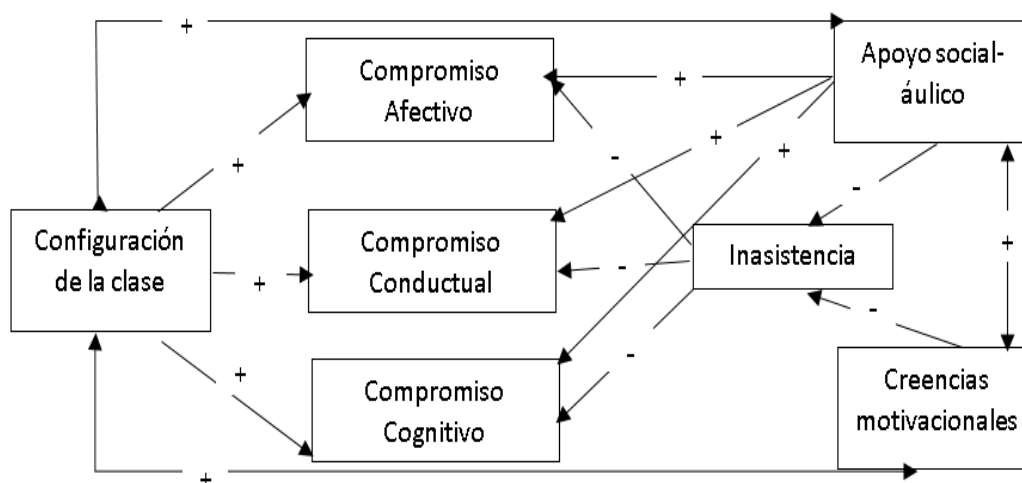 +
Compromiso
Afectivo
+
Apoyo social-
áulico
+
-
+
+
-
Configuración
de la clase
+
Compromiso
Conductual
-
Inasistencia
+
-
+
-
Compromiso
Cognitivo
Creencias
motivacionales
+